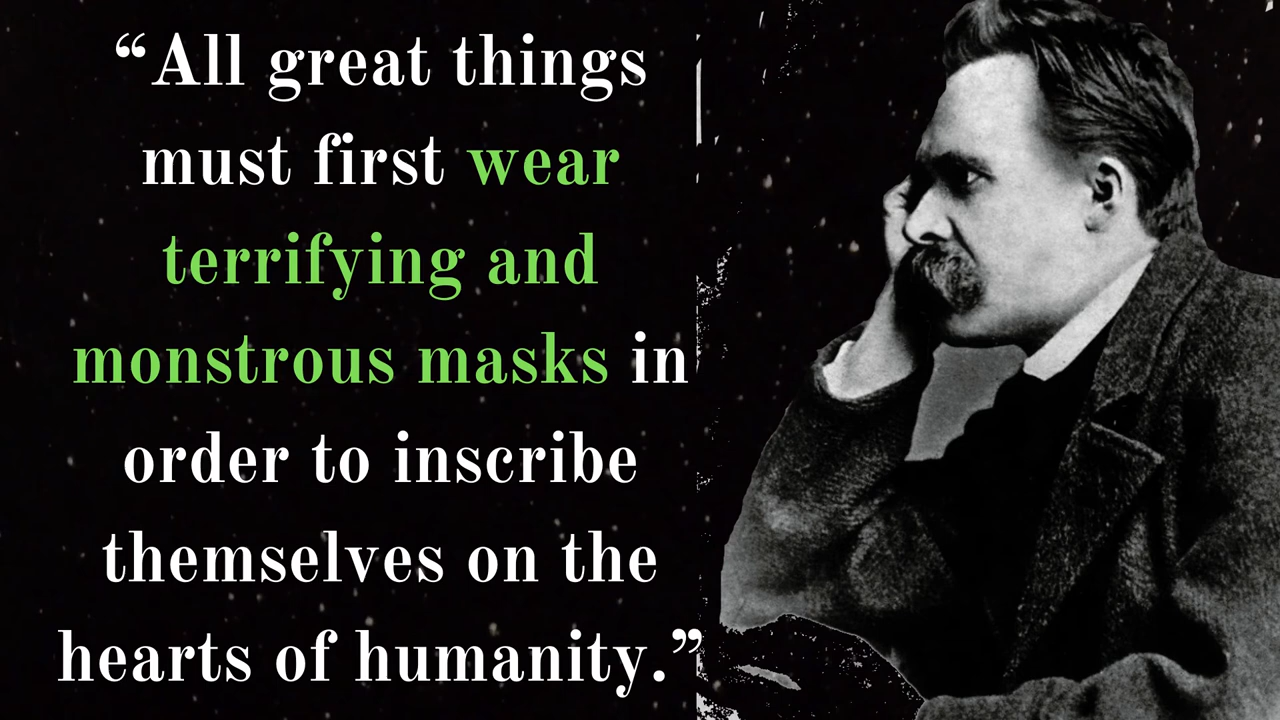 “All great things
must first wear
terrifying and
monstrous masks in
order to inscribe
themselves on the
hearts of humanity.”